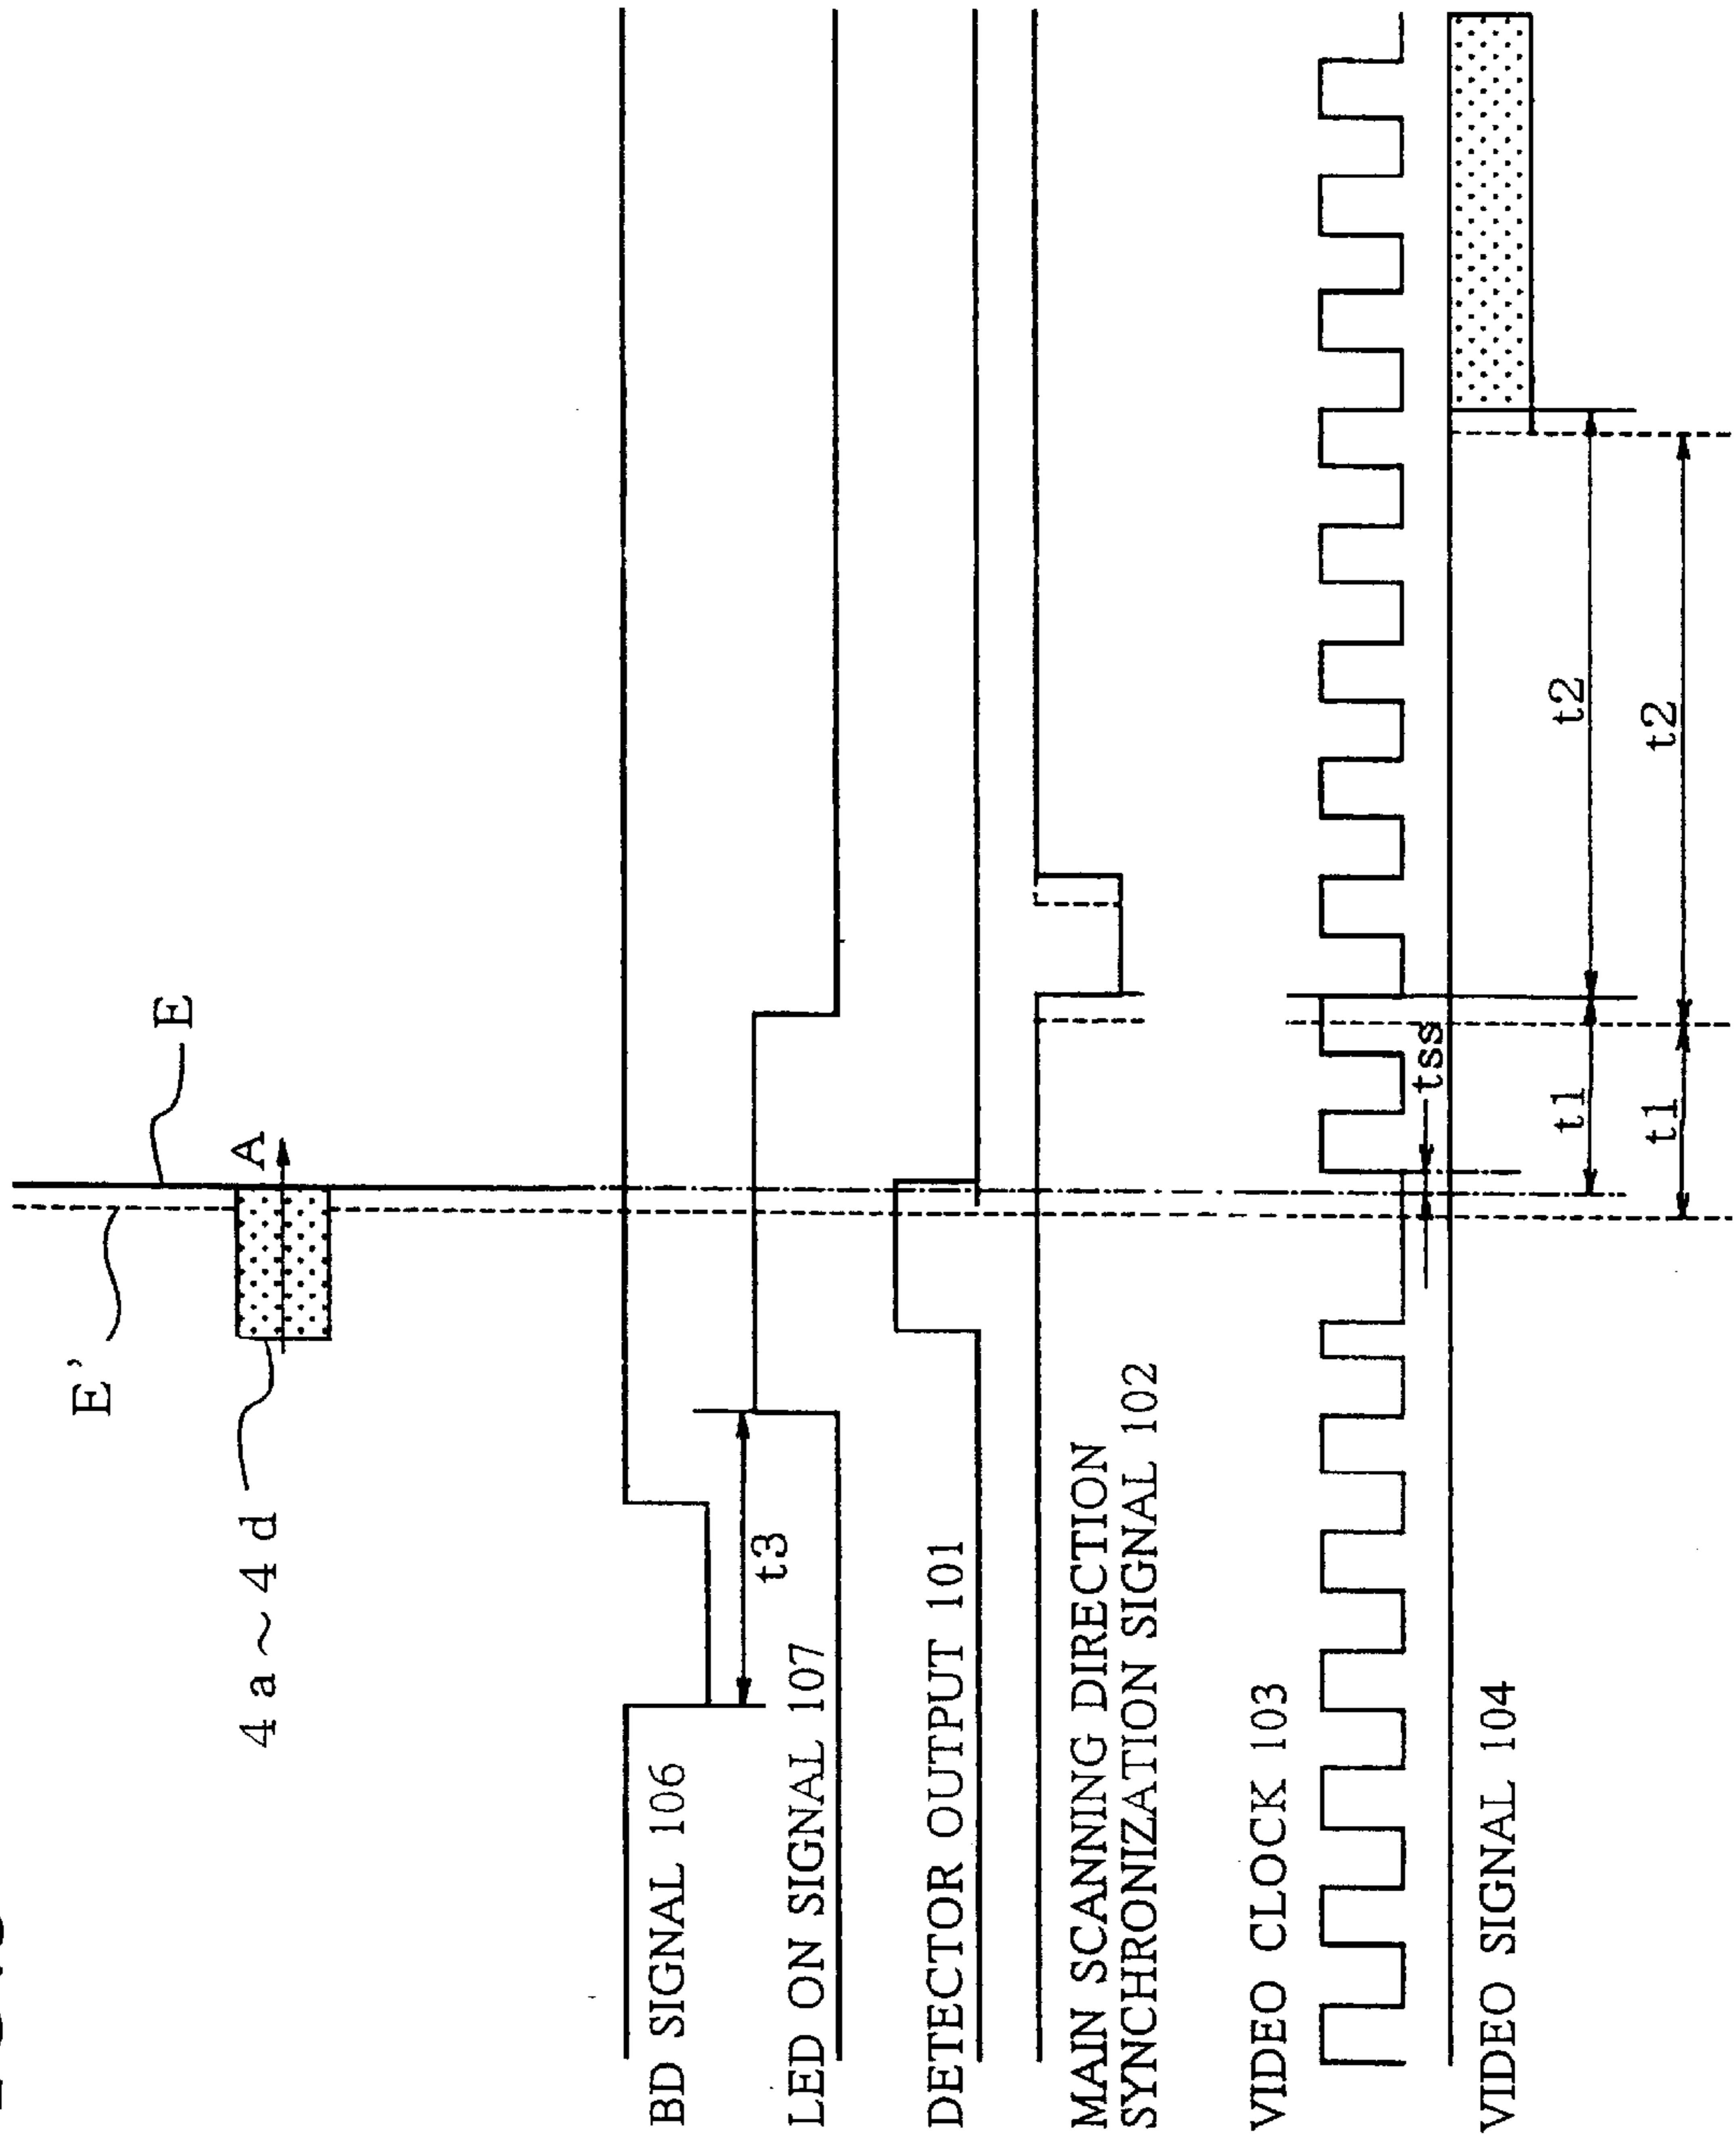 E'
E
A
4a~4d
BD SIGNAL 106
t3
LED ON SIGNAL 107
DETECTOR OUTPUT 101
MAIN SCANNING DIRECTION
SYNCHRONIZATION SIGNAL 102
VIDEO CLOCK 103
tss
VIDEO SIGNAL 104
t1
t2
t1
t2